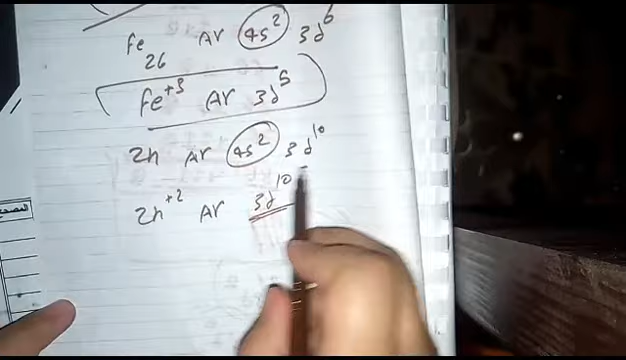 Fe Ar 4s² 3d⁶
26
Fe⁺³ Ar 3d⁵
Zn Ar 4s² 3d¹⁰
Zn⁺² Ar 3d¹⁰